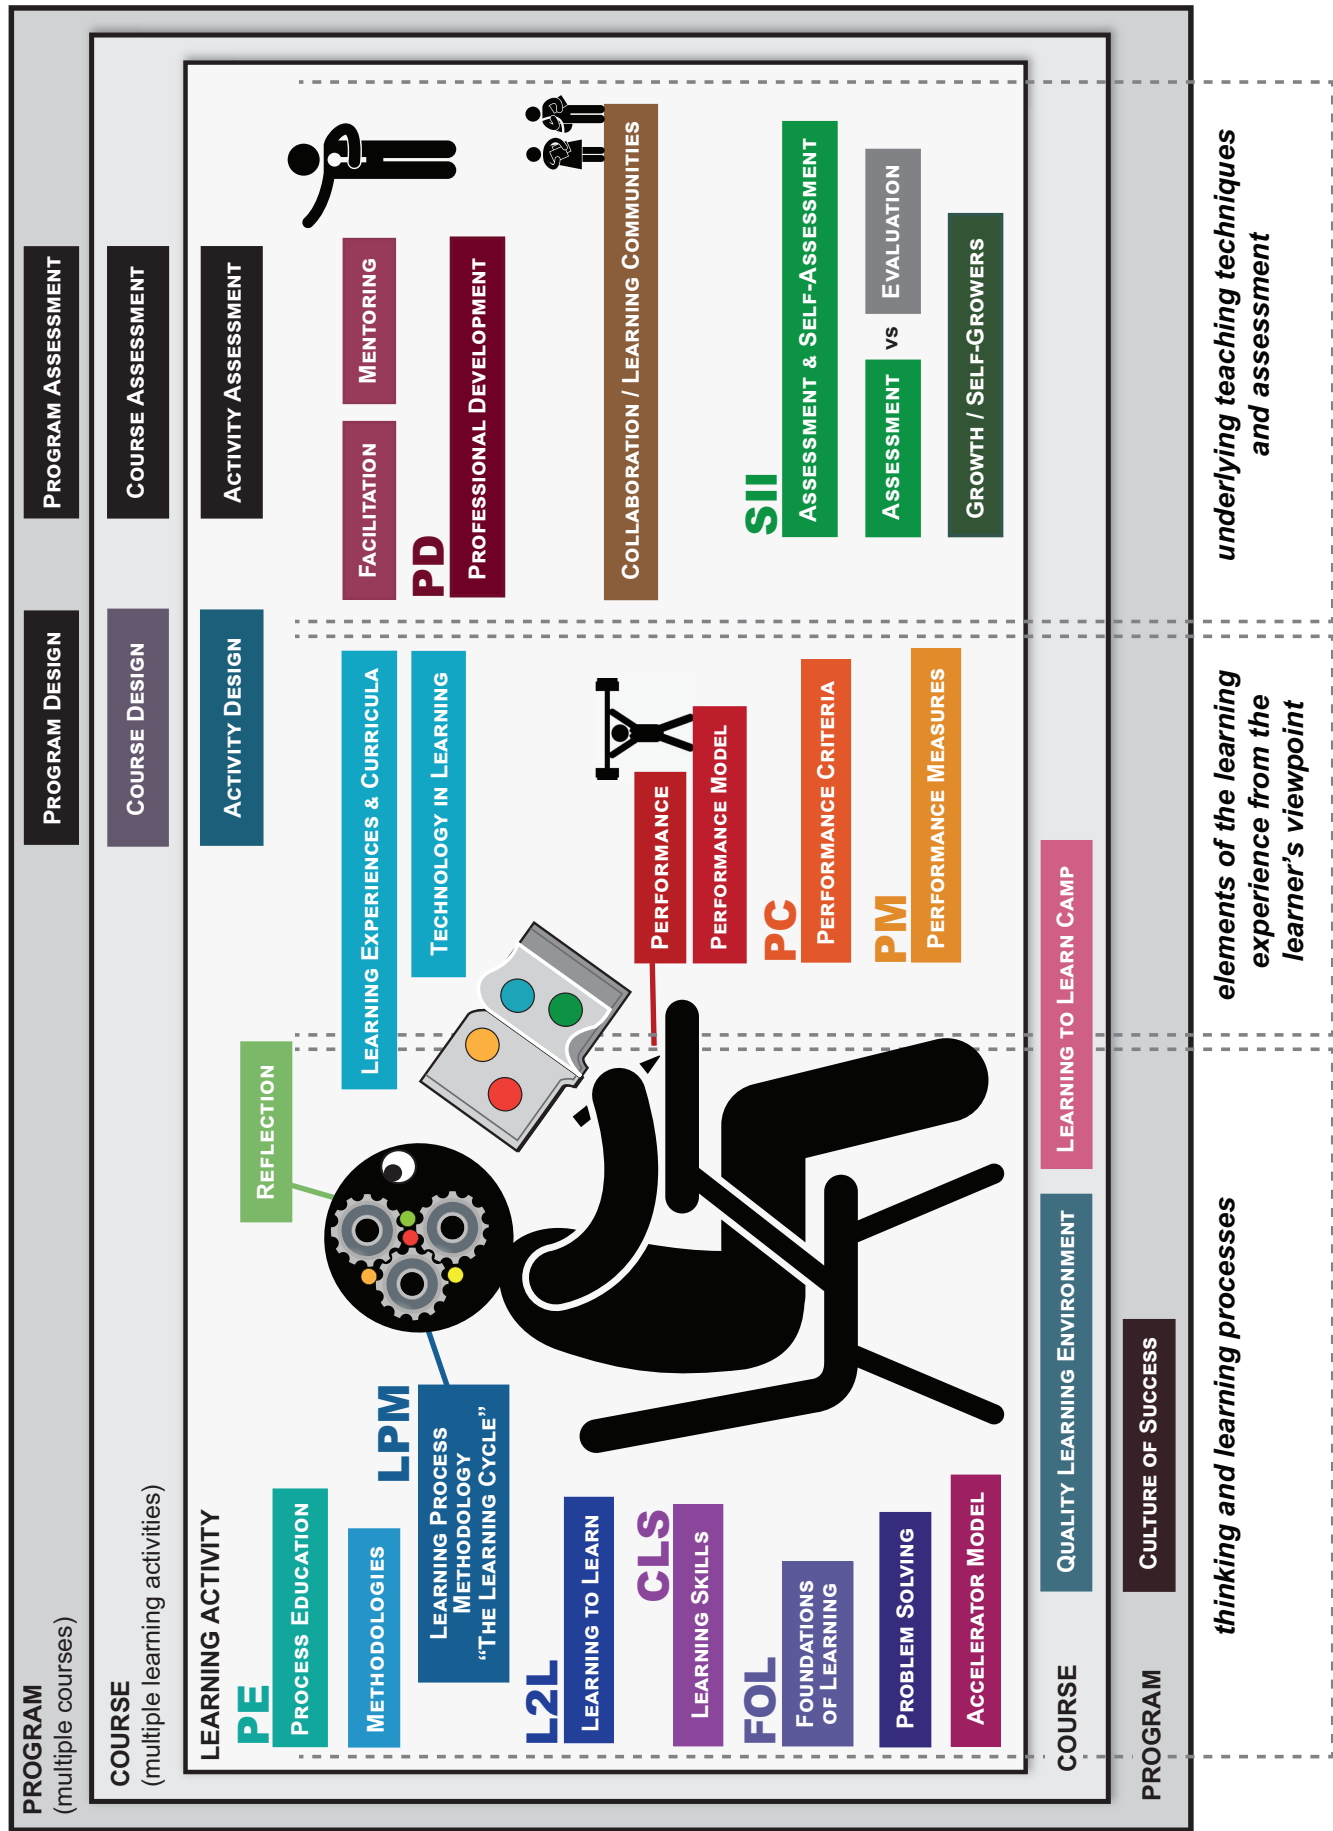 PROGRAM
(multiple courses)
PROGRAM DESIGN
PROGRAM ASSESSMENT
COURSE
(multiple learning activities)
COURSE DESIGN
COURSE ASSESSMENT
LEARNING ACTIVITY
ACTIVITY DESIGN
ACTIVITY ASSESSMENT
PE
PROCESS EDUCATION
METHODOLOGIES
LPM
LEARNING PROCESS
METHODOLOGY
“THE LEARNING CYCLE”
L2L
LEARNING TO LEARN
CLS
LEARNING SKILLS
FOL
FOUNDATIONS
OF LEARNING
PROBLEM SOLVING
ACCELERATOR MODEL
REFLECTION
LEARNING EXPERIENCES & CURRICULA
TECHNOLOGY IN LEARNING
PERFORMANCE
PERFORMANCE MODEL
PC
PERFORMANCE CRITERIA
PM
PERFORMANCE MEASURES
FACILITATION
MENTORING
PD
PROFESSIONAL DEVELOPMENT
COLLABORATION / LEARNING COMMUNITIES
SII
ASSESSMENT & SELF-ASSESSMENT
ASSESSMENT vs EVALUATION
GROWTH / SELF-GROWERS
COURSE
QUALITY LEARNING ENVIRONMENT
LEARNING TO LEARN CAMP
PROGRAM
CULTURE OF SUCCESS
thinking and learning processes
elements of the learning
experience from the
learner’s viewpoint
underlying teaching techniques
and assessment